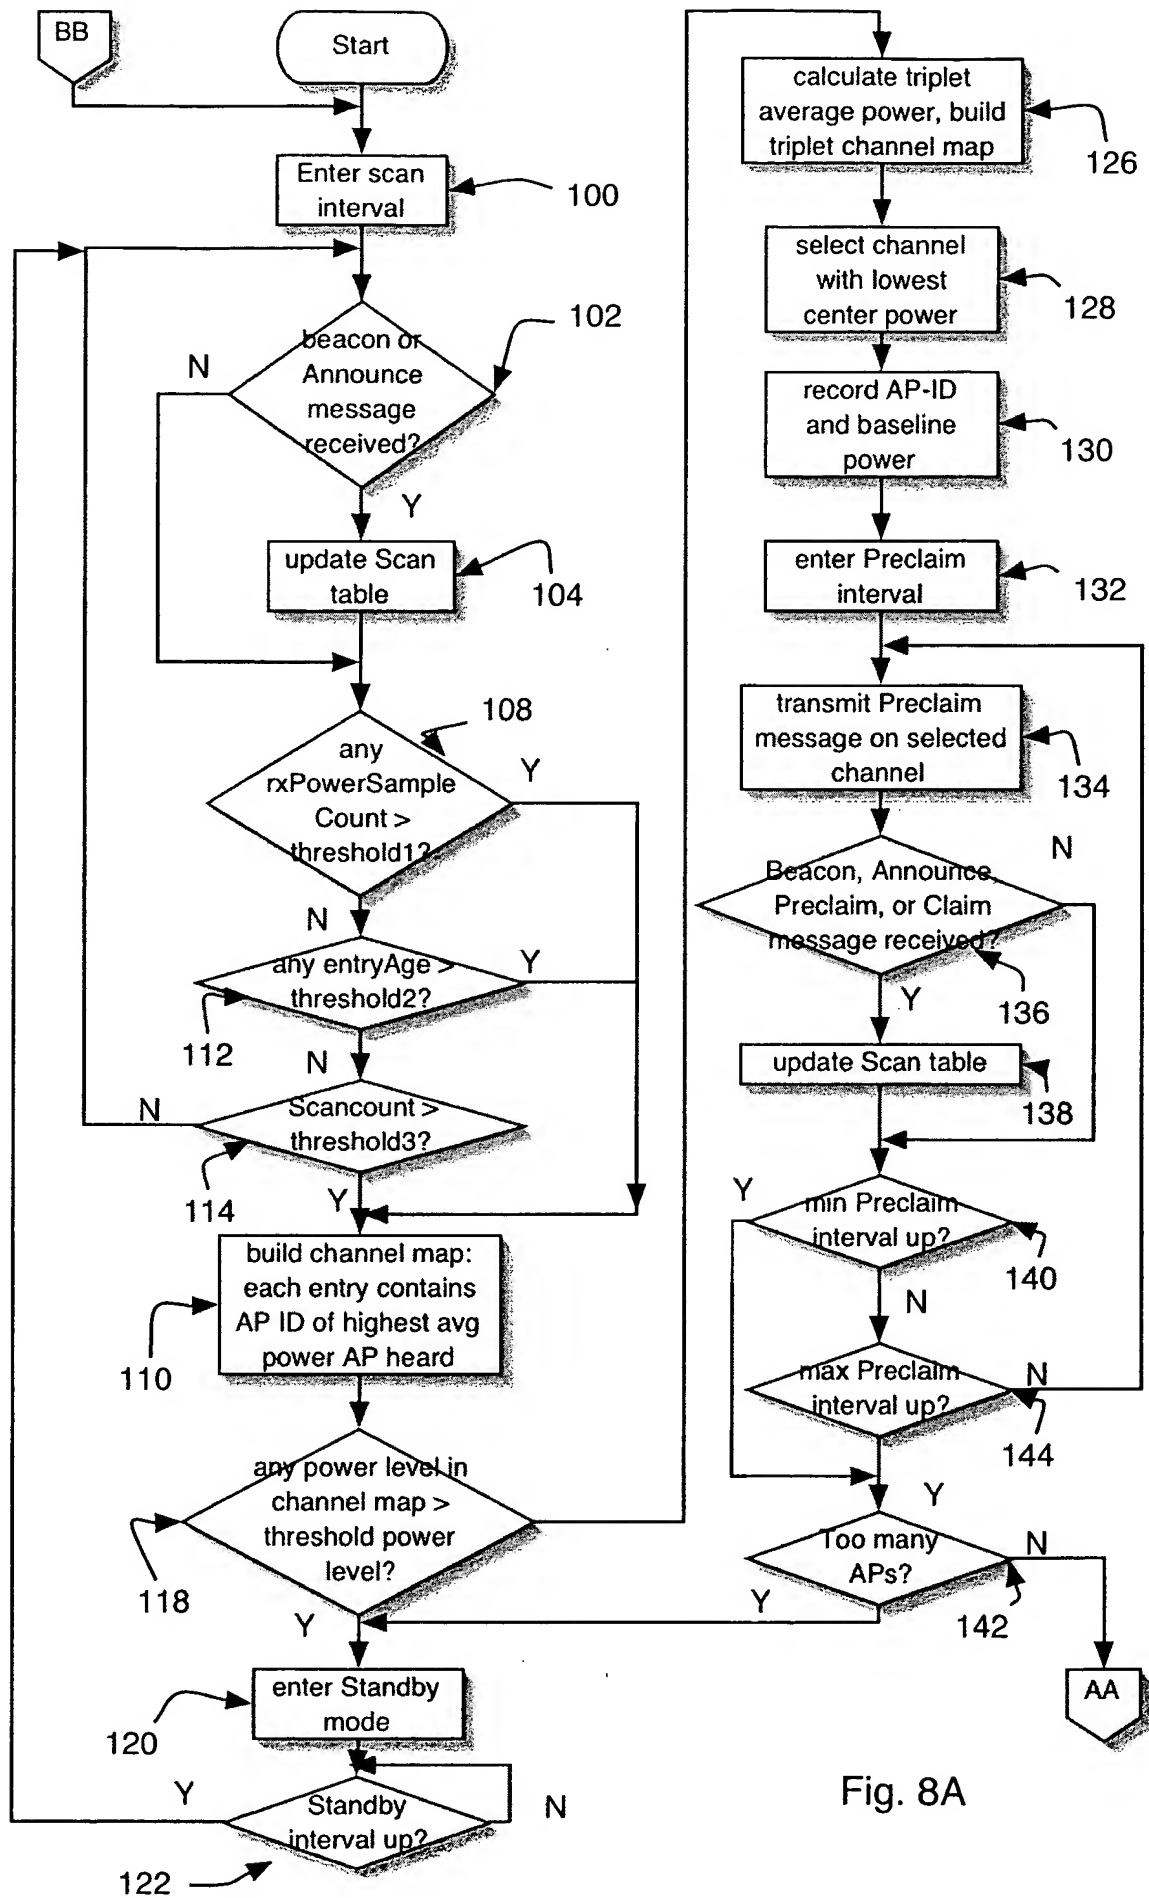 BB
Start
Enter scan
interval
100
beacon or
Announce
message
received?
102
N
Y
update Scan
table
104
108
any
rxPowerSample
Count >
threshold1?
Y
N
any entryAge >
threshold2?
Y
112
N
Scancount >
threshold3?
N
114
Y
build channel map:
each entry contains
AP ID of highest avg
power AP heard
110
any power level in
channel map >
threshold power
level?
118
Y
enter Standby
mode
120
Y
Standby
interval up?
N
122
calculate triplet
average power, build
triplet channel map
126
select channel
with lowest
center power
128
record AP-ID
and baseline
power
130
enter Preclaim
interval
132
transmit Preclaim
message on selected
channel
134
N
Beacon, Announce,
Preclaim, or Claim
message received?
136
Y
update Scan table
138
Y
min Preclaim
interval up?
140
N
max Preclaim
interval up?
N
144
Y
Too many
APs?
N
Y
142
AA
Fig. 8A